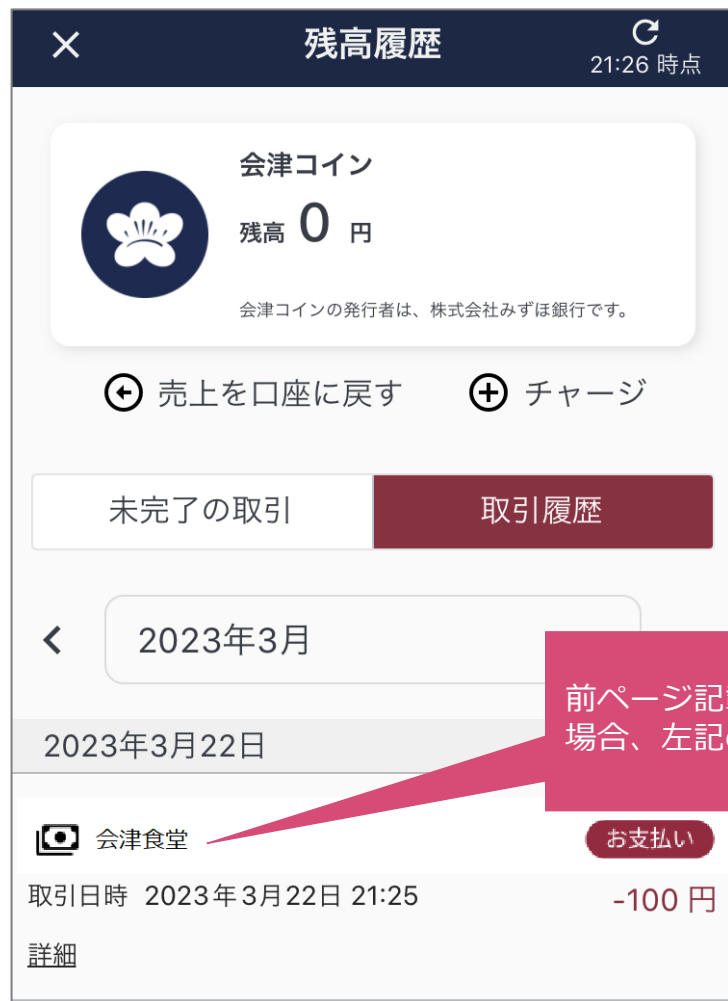 残高履歴
21:26 時点
会津コイン
残高 0 円
会津コインの発行者は、株式会社みずほ銀行です。
売上を口座に戻す
チャージ
未完了の取引
取引履歴
2023年3月
前ページ記
場合、左記
2023年3月22日
会津食堂
お支払い
取引日時 2023年3月22日 21:25
-100 円
詳細